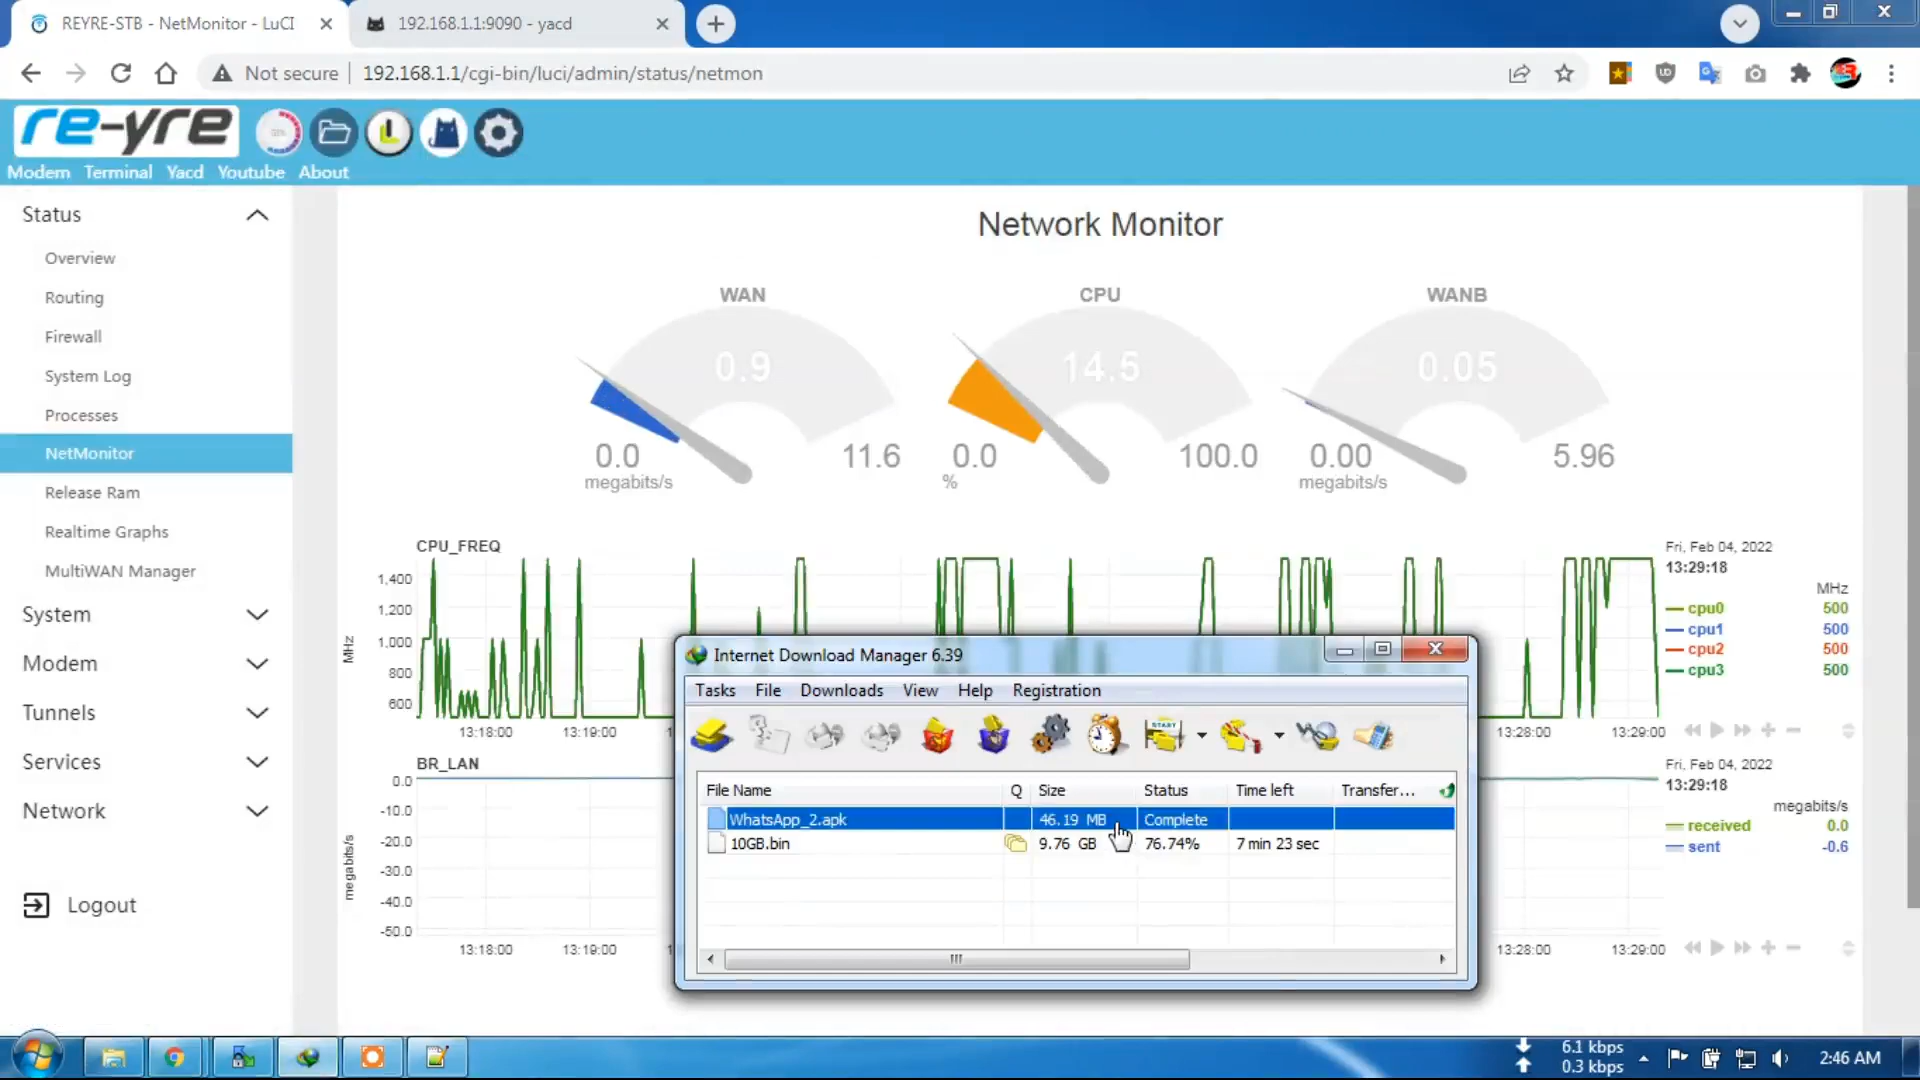 REYRE-STB - NetMonitor - LuCI
192.168.1.1:9090 - yacd
Not secure
192.168.1.1/cgi-bin/luci/admin/status/netmon
re-yre
Modem Terminal Yacd Youtube About
Status
Overview
Routing
Firewall
System Log
Processes
NetMonitor
Release Ram
Realtime Graphs
MultiWAN Manager
System
Modem
Tunnels
Services
Network
Logout
Network Monitor
WAN
0.9
0.0
11.6
megabits/s
CPU
14.5
0.0
100.0
%
WANB
0.05
0.00
5.96
megabits/s
CPU_FREQ
MHz
1,400
1,200
1,000
800
600
13:18:00 13:19:00 13:28:00 13:29:00
Fri, Feb 04, 2022
13:29:18
MHz
cpu0 500
cpu1 500
cpu2 500
cpu3 500
BR_LAN
megabits/s
0.0
-10.0
-20.0
-30.0
-40.0
-50.0
13:18:00 13:19:00 13:28:00 13:29:00
Fri, Feb 04, 2022
13:29:18
megabits/s
received 0.0
sent -0.6
Internet Download Manager 6.39
Tasks File Downloads View Help Registration
START
File Name Q Size Status Time left Transfer...
WhatsApp_2.apk 46.19 MB Complete
10GB.bin 9.76 GB 76.74% 7 min 23 sec
6.1 kbps
0.3 kbps
2:46 AM